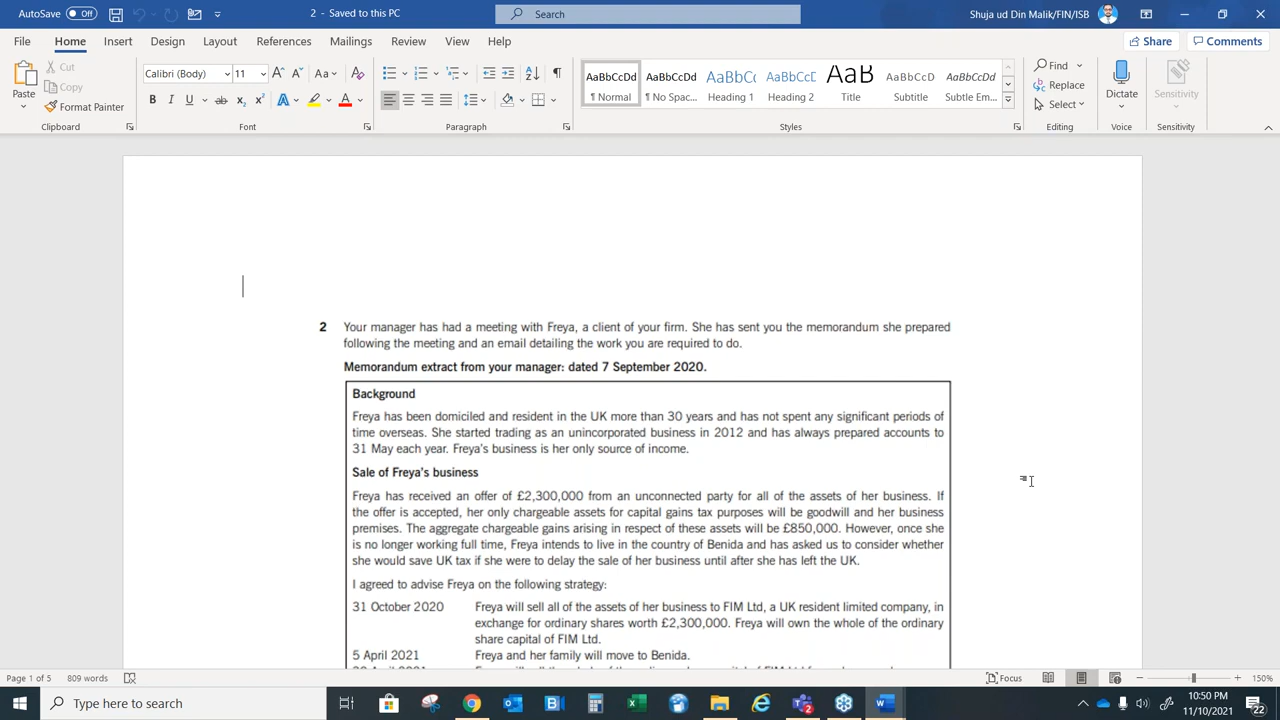 AutoSave Off
2 - Saved to this PC
Search
Shuja ud Din Malik/FIN/ISB
File Home Insert Design Layout References Mailings Review View Help
Share Comments
Paste
Cut
Copy
Format Painter
Clipboard
Calibri (Body) 11
Font
Paragraph
AaBbCcDd AaBbCcDd AaBbCc AaBbCcC AaB AaBbCcD AaBbCcDd
¶ Normal ¶ No Spac... Heading 1 Heading 2 Title Subtitle Subtle Em...
Styles
Find
Replace
Select
Editing
Dictate
Voice
Sensitivity
Sensitivity
2 Your manager has had a meeting with Freya, a client of your firm. She has sent you the memorandum she prepared
following the meeting and an email detailing the work you are required to do.
Memorandum extract from your manager: dated 7 September 2020.
Background
Freya has been domiciled and resident in the UK more than 30 years and has not spent any significant periods of
time overseas. She started trading as an unincorporated business in 2012 and has always prepared accounts to
31 May each year. Freya's business is her only source of income.
Sale of Freya's business
Freya has received an offer of £2,300,000 from an unconnected party for all of the assets of her business. If
the offer is accepted, her only chargeable assets for capital gains tax purposes will be goodwill and her business
premises. The aggregate chargeable gains arising in respect of these assets will be £850,000. However, once she
is no longer working full time, Freya intends to live in the country of Benida and has asked us to consider whether
she would save UK tax if she were to delay the sale of her business until after she has left the UK.
I agreed to advise Freya on the following strategy:
31 October 2020 Freya will sell all of the assets of her business to FIM Ltd, a UK resident limited company, in
exchange for ordinary shares worth £2,300,000. Freya will own the whole of the ordinary
share capital of FIM Ltd.
5 April 2021 Freya and her family will move to Benida.
Page 1 of 5 809 words
Focus
150%
Type here to search
10:50 PM
11/10/2021
22